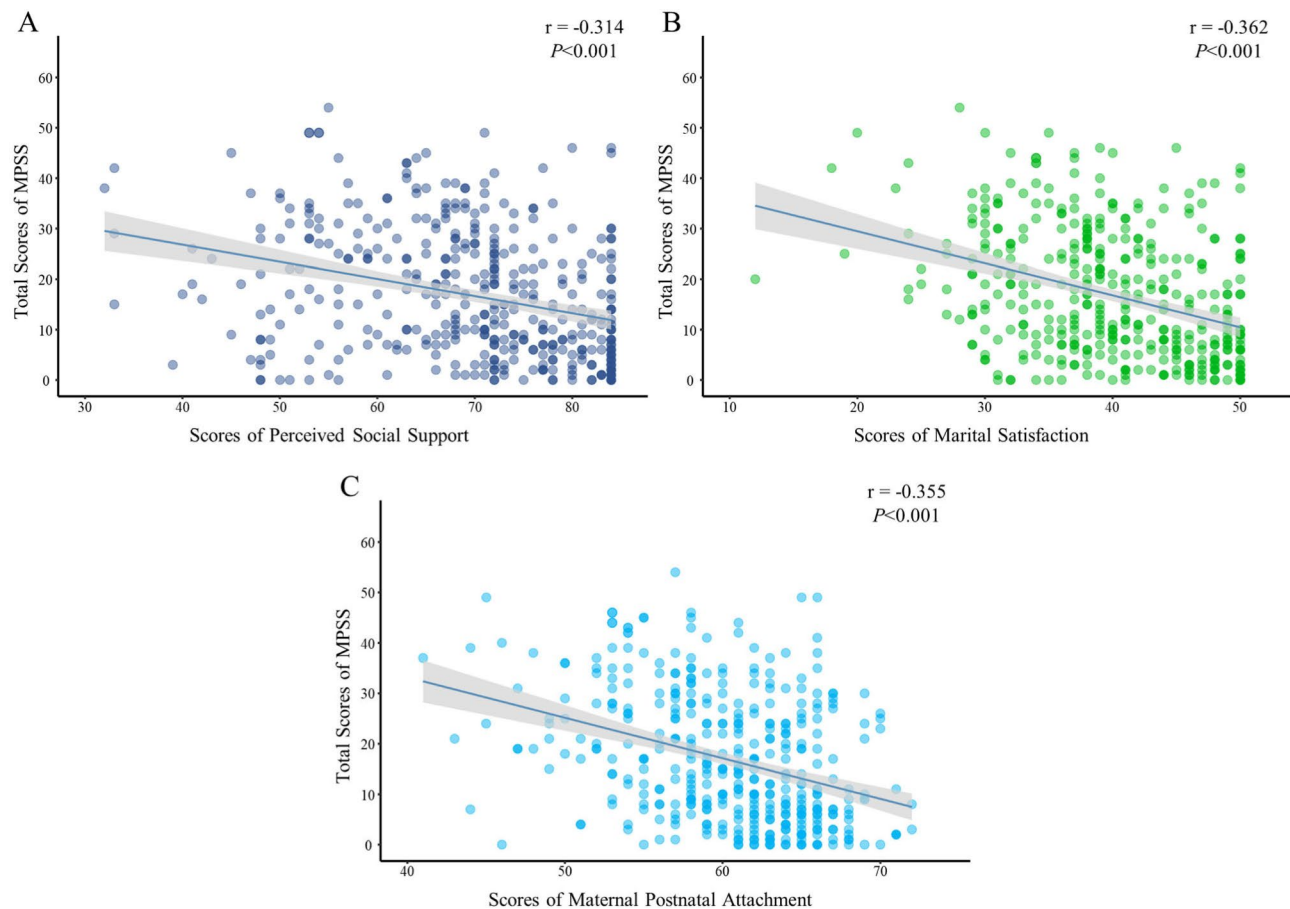 A
r = -0.314
P<0.001
Total Scores of MPSS
60
50
40
30
20
10
0
30 40 50 60 70 80
Scores of Perceived Social Support
B
r = -0.362
P<0.001
Total Scores of MPSS
60
50
40
30
20
10
0
10 20 30 40 50
Scores of Marital Satisfaction
C
r = -0.355
P<0.001
Total Scores of MPSS
60
50
40
30
20
10
0
40 50 60 70
Scores of Maternal Postnatal Attachment